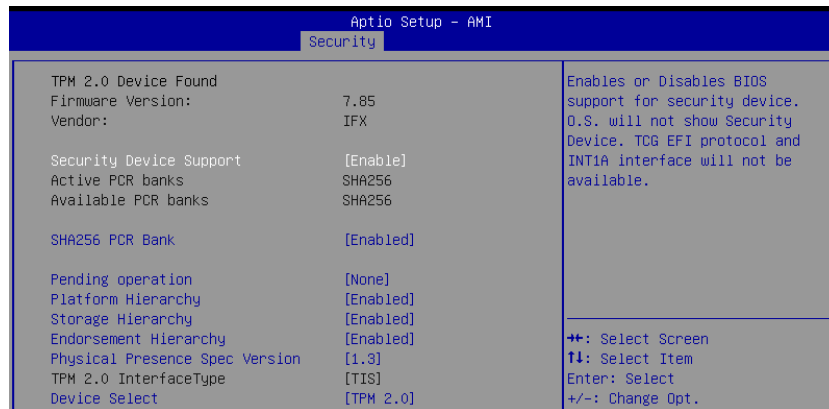 Aptio Setup - AMI
Security
TPM 2.0 Device Found
Firmware Version: 7.85
Vendor: IFX
Security Device Support [Enable]
Active PCR banks SHA256
Available PCR banks SHA256
SHA256 PCR Bank [Enabled]
Pending operation [None]
Platform Hierarchy [Enabled]
Storage Hierarchy [Enabled]
Endorsement Hierarchy [Enabled]
Physical Presence Spec Version [1.3]
TPM 2.0 InterfaceType [TIS]
Device Select [TPM 2.0]
Enables or Disables BIOS
support for security device.
O.S. will not show Security
Device. TCG EFI protocol and
INT1A interface will not be
available.
→←: Select Screen
↑↓: Select Item
Enter: Select
+/-: Change Opt.